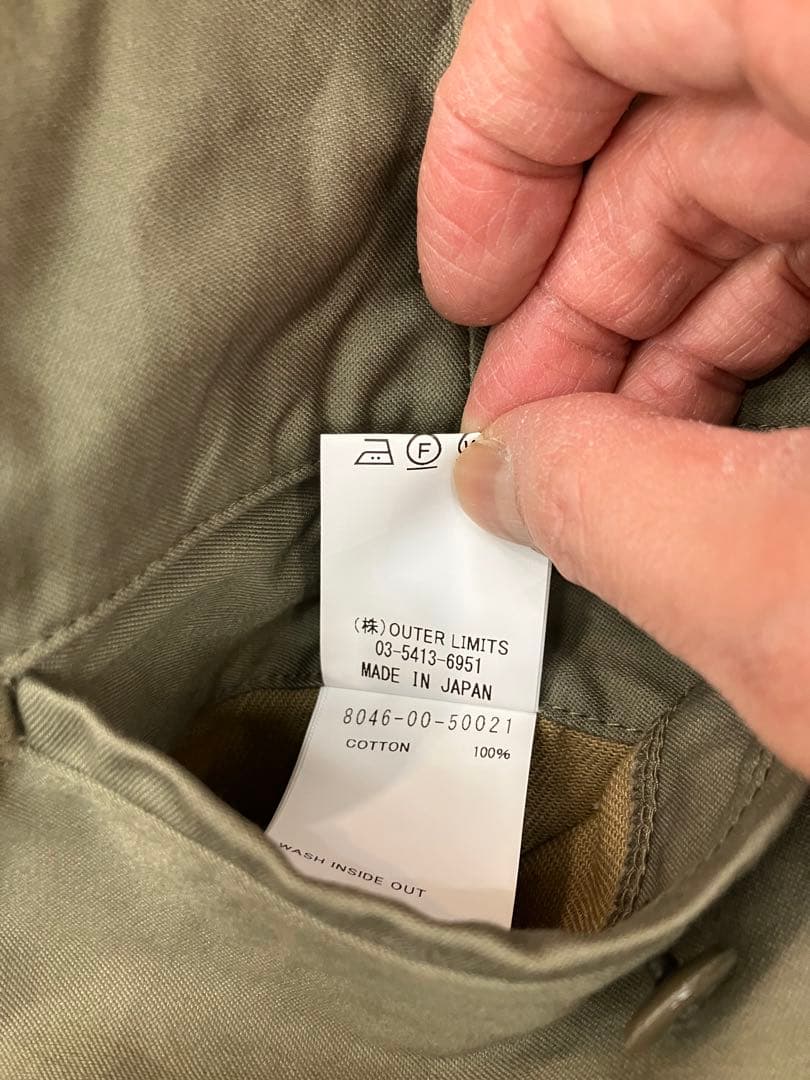 F
(株)OUTER LIMITS
03-5413-6951
MADE IN JAPAN
8046-00-50021
COTTON 100%
WASH INSIDE OUT